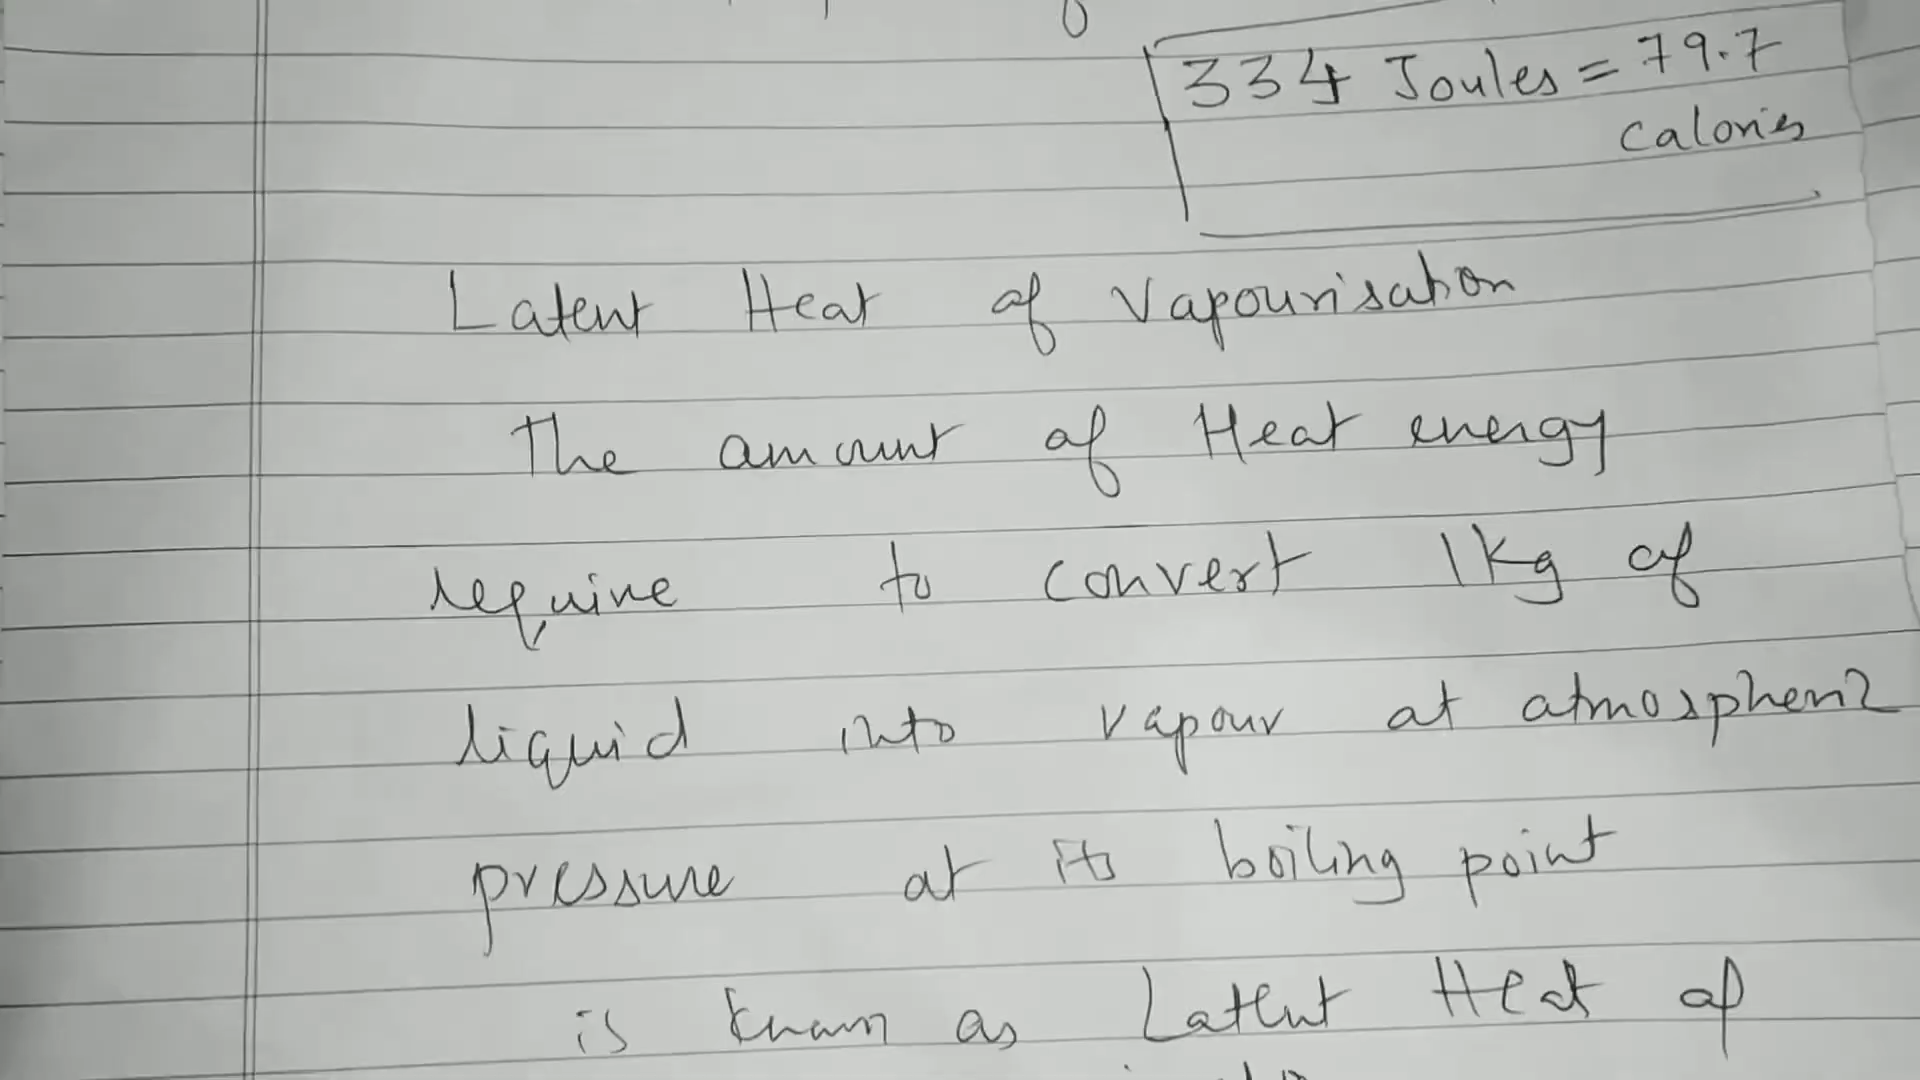 334 Joules = 79.7
calories
Latent Heat of Vapourisation
The amount of Heat energy
require to convert 1kg of
liquid into vapour at atmospheric
pressure at its boiling point
is known as Latent Heat of